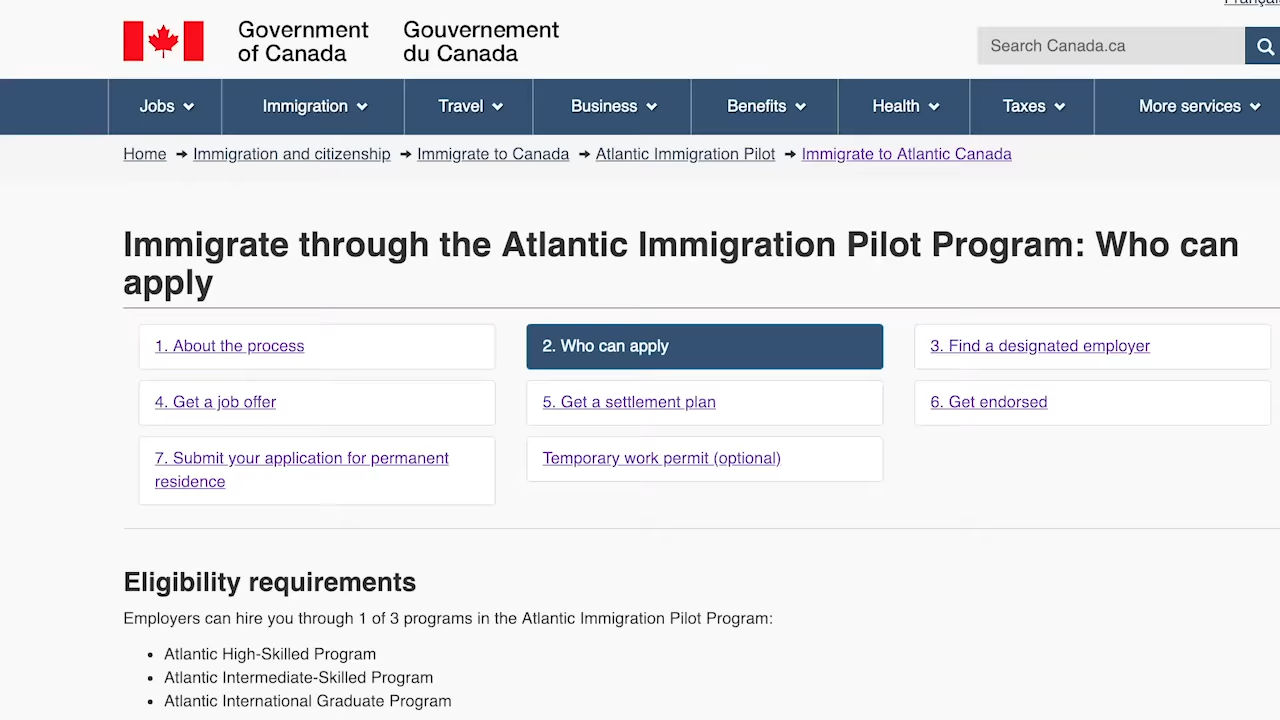 Français
Government
of Canada
Gouvernement
du Canada
Search Canada.ca
Jobs Immigration Travel Business Benefits Health Taxes More services
Home Immigration and citizenship Immigrate to Canada Atlantic Immigration Pilot Immigrate to Atlantic Canada
Immigrate through the Atlantic Immigration Pilot Program: Who can
apply
1. About the process
2. Who can apply
3. Find a designated employer
4. Get a job offer
5. Get a settlement plan
6. Get endorsed
7. Submit your application for permanent
residence
Temporary work permit (optional)
Eligibility requirements
Employers can hire you through 1 of 3 programs in the Atlantic Immigration Pilot Program:
• Atlantic High-Skilled Program
• Atlantic Intermediate-Skilled Program
• Atlantic International Graduate Program